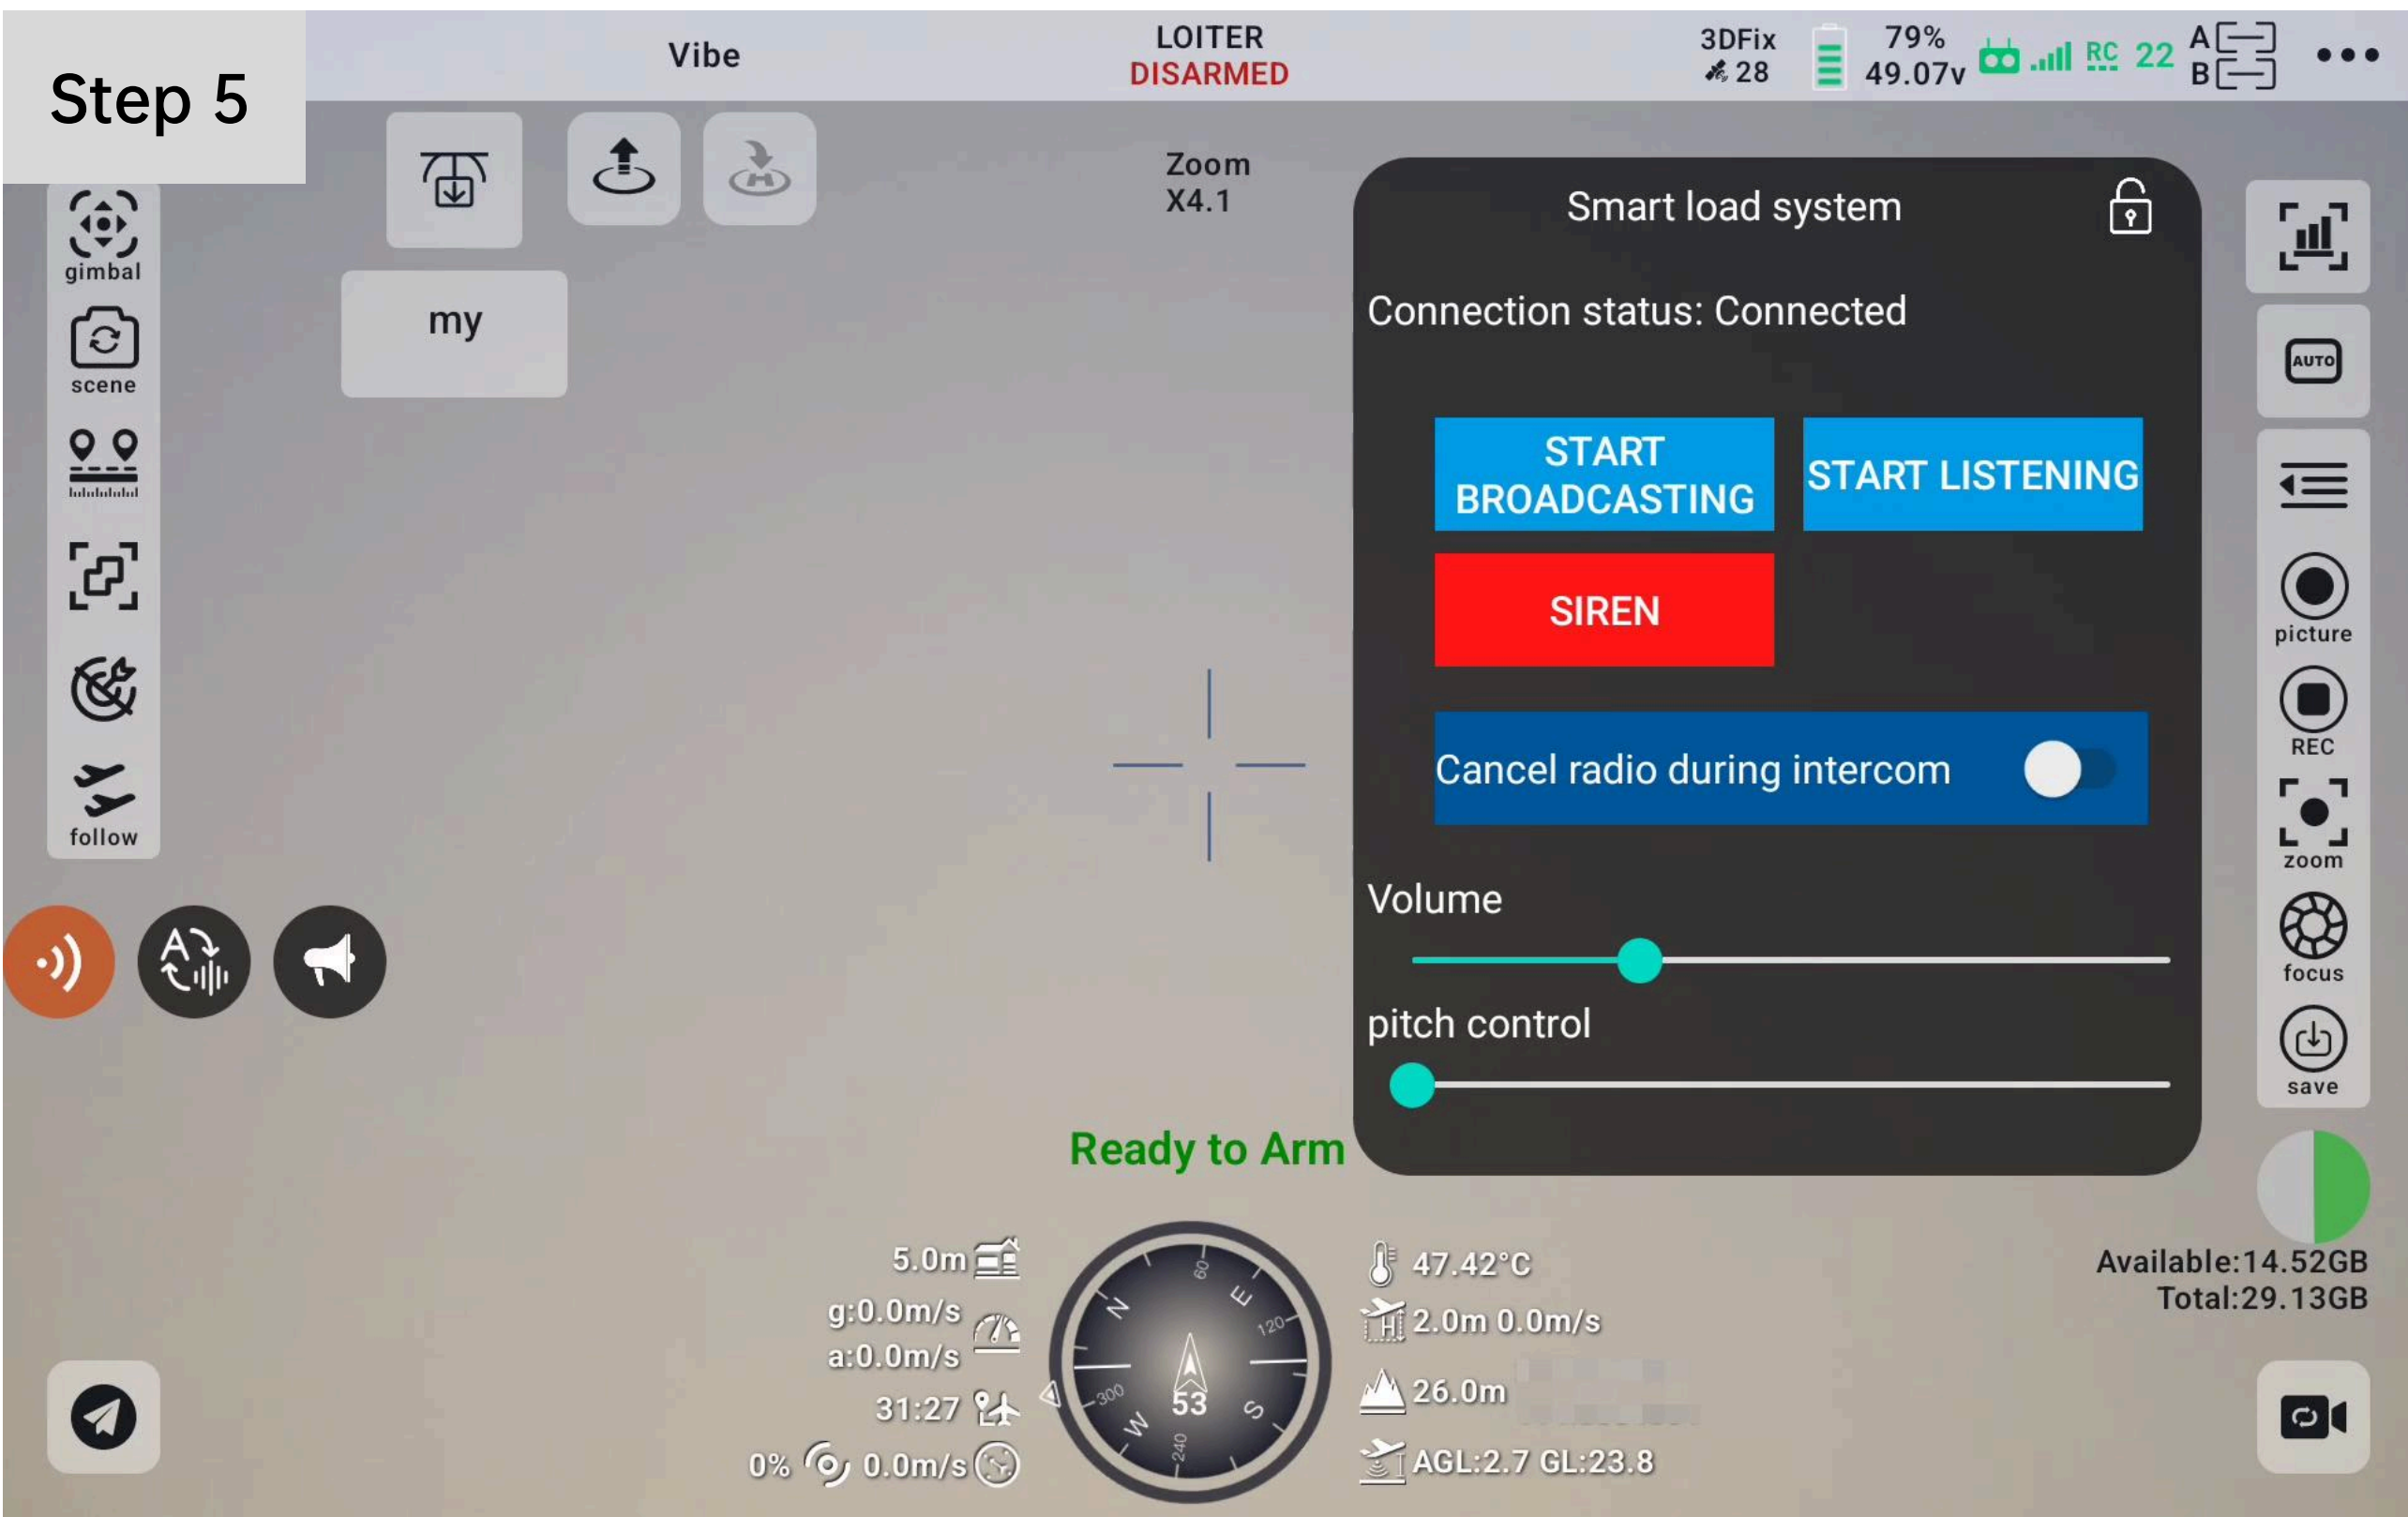 Step 5
Vibe
LOITER
DISARMED
3DFix
28
79%
49.07v
RC 22
A
B
Zoom
X4.1
gimbal
scene
follow
my
Smart load system
Connection status: Connected
START
BROADCASTING
START LISTENING
SIREN
Cancel radio during intercom
Volume
pitch control
AUTO
picture
REC
zoom
focus
save
Ready to Arm
5.0m
g:0.0m/s
a:0.0m/s
31:27
0%
0.0m/s
N
60
E
120
S
240
W
300
53
47.42°C
H 2.0m 0.0m/s
26.0m
AGL:2.7 GL:23.8
Available:14.52GB
Total:29.13GB